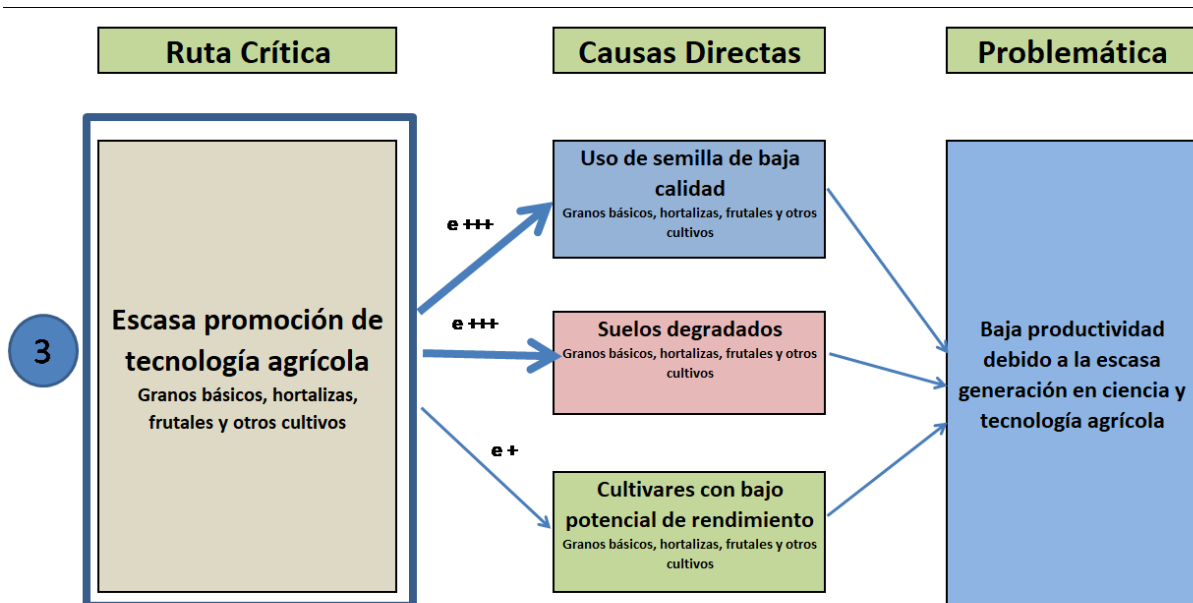 Ruta Crítica
Causas Directas
Problemática
3
Escasa promoción de
tecnología agrícola
Granos básicos, hortalizas,
frutales y otros cultivos
e +++
e +++
e +
Uso de semilla de baja
calidad
Granos básicos, hortalizas, frutales y otros
cultivos
Suelos degradados
Granos básicos, hortalizas, frutales y otros
cultivos
Cultivares con bajo
potencial de rendimiento
Granos básicos, hortalizas, frutales y otros
cultivos
Baja productividad
debido a la escasa
generación en ciencia y
tecnología agrícola